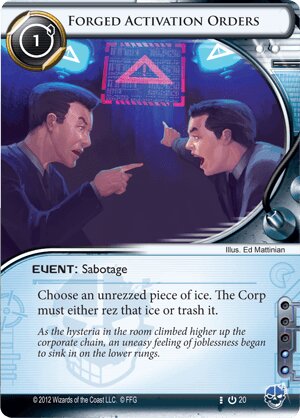 FORGED ACTIVATION ORDERS
1
Illus. Ed Mattinian
EVENT: Sabotage
Choose an unrezzed piece of ice. The Corp
must either rez that ice or trash it.
As the hysteria in the room climbed higher up the
corporate chain, an uneasy feeling of joblessness began
to sink in on the lower rungs.
© 2012 Wizards of the Coast LLC. © FFG
20